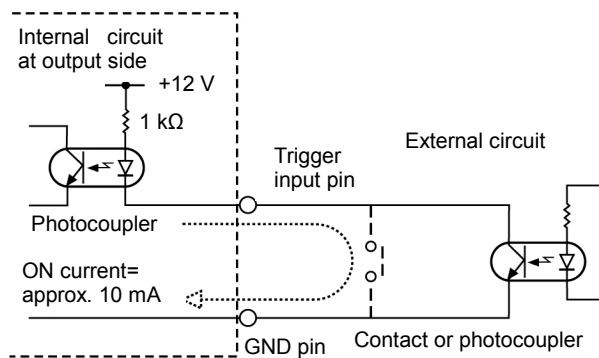 Internal circuit
at output side
+12 V
1 kΩ
External circuit
Trigger
input pin
Photocoupler
ON current=
approx. 10 mA
GND pin
Contact or photocoupler